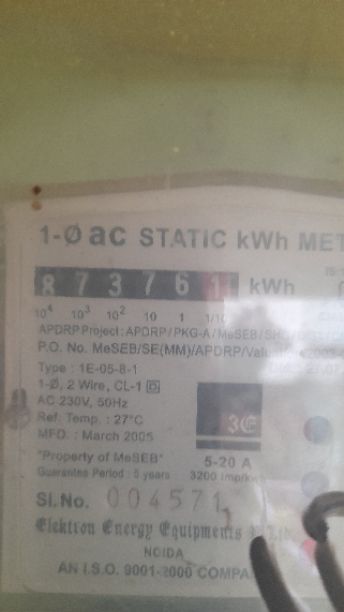 1-Ø ac STATIC kWh MET
8 7 3 7 6 1 kWh
10⁴ 10³ 10² 10 1 1/10
APDRP Project : APDRP/PKG-A/MeSEB/
P.O. No. MeSEB/SE(MM)/APDRP/
Type : 1E-05-8-1
1-Ø, 2 Wire, CL-1
AC 230V, 50Hz
Ref. Temp. : 27°C
MFD. : March 2005
"Property of MeSEB"
5-20 A
Guarantee Period : 5 years
3200 imp/kwh
Sl. No. 004571
Elektron Energy Equipments
NOIDA
AN I.S.O. 9001-2000 COMPA